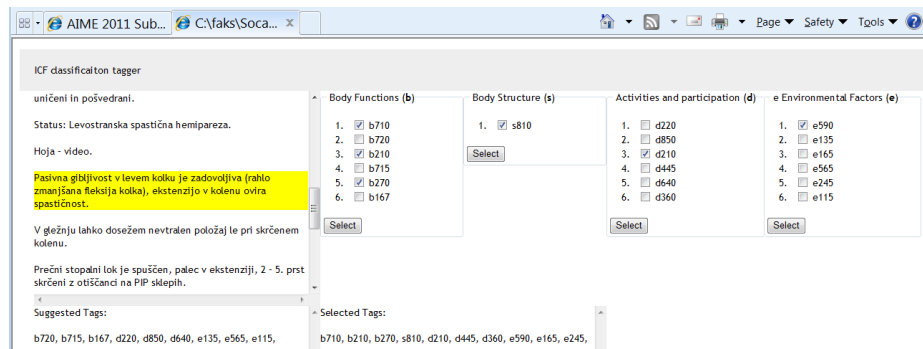 AIME 2011 Sub... C:\faks\Soca... x Page Safety Tools
ICF dassificaiton tagger
uničeni in pošvedrani.
Status: Levostranska spastična hemipareza.
Hoja - video.
Pasivna gibljivost v levem kolku je zadovoljiva (rahlo
zmanjšana fleksija kolka), ekstenzijo v kolenu ovira
spastičnost.
V gležnju lahko dosežem nevtralen položaj le pri skrčenem
kolenu.
Prečni stopalni lok je spuščen, palec v ekstenziji, 2 - 5. prst
skrčeni z otiščanci na PIP sklepih.
Body Functions (b)
1. b710
2. b720
3. b210
4. b715
5. b270
6. b167
Select
Body Structure (s)
1. s810
Select
Activities and participation (d)
1. d220
2. d850
3. d210
4. d445
5. d640
6. d360
Select
e Environmental Factors (e)
1. e590
2. e135
3. e165
4. e565
5. e245
6. e115
Select
Suggested Tags:
b720, b715, b167, d220, d850, d640, e135, e565, e115,
Selected Tags:
b710, b210, b270, s810, d210, d445, d360, e590, e165, e245,